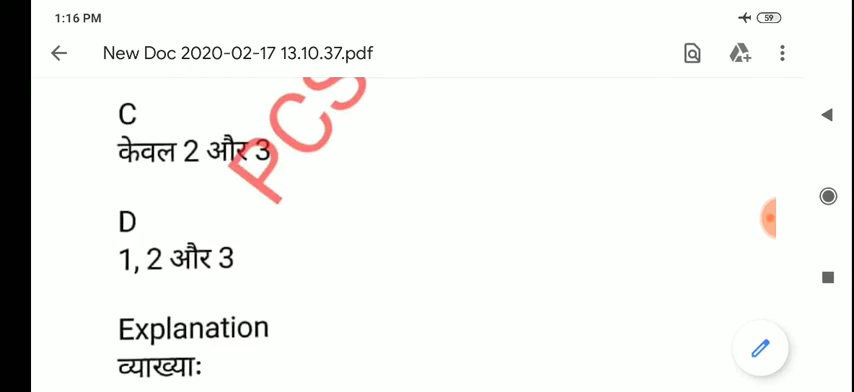 1:16 PM
59
New Doc 2020-02-17 13.10.37.pdf
PCS
C
केवल 2 और 3
D
1, 2 और 3
Explanation
व्याख्याः